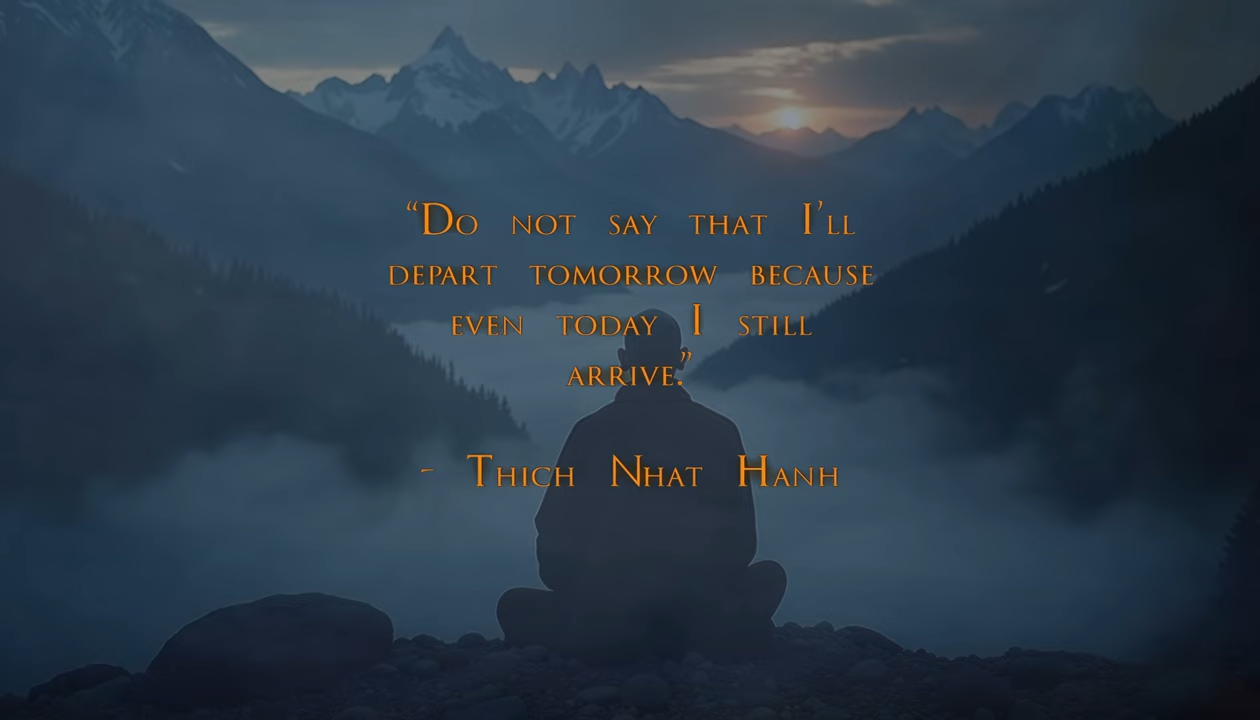 “Do not say that I’ll
depart tomorrow because
even today I still
arrive.”
- Thich Nhat Hanh